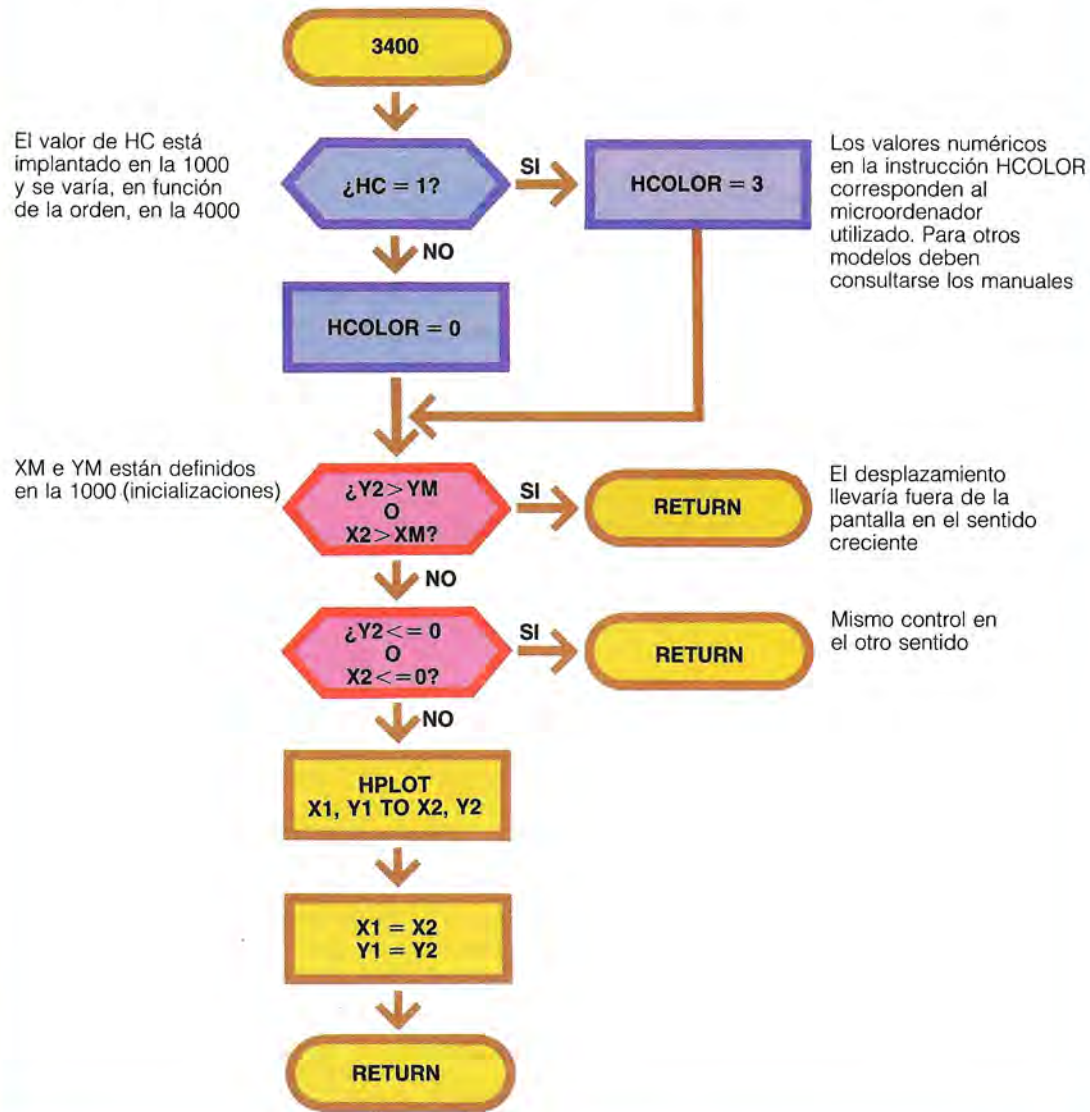 3400
El valor de HC está
implantado en la 1000
y se varía, en función
de la orden, en la 4000
¿HC = 1?
SI
HCOLOR = 3
Los valores numéricos
en la instrucción HCOLOR
corresponden al
microordenador
utilizado. Para otros
modelos deben
consultarse los manuales
NO
HCOLOR = 0
XM e YM están definidos
en la 1000 (inicializaciones)
¿Y2>YM
O
X2>XM?
SI
RETURN
El desplazamiento
llevaría fuera de la
pantalla en el sentido
creciente
NO
¿Y2<=0
O
X2<=0?
SI
RETURN
Mismo control en
el otro sentido
NO
HPLOT
X1, Y1 TO X2, Y2
X1 = X2
Y1 = Y2
RETURN